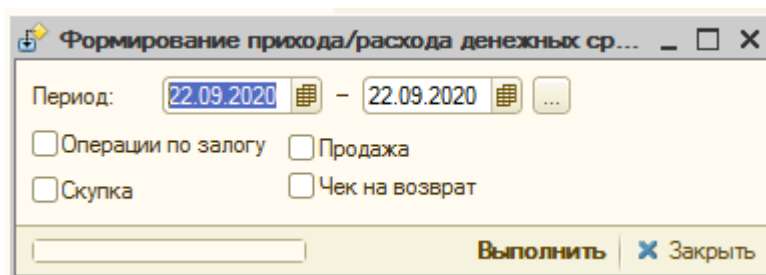 Формирование прихода/расхода денежных ср...
Период: 22.09.2020 – 22.09.2020 ...
Операции по залогу Продажа
Скупка Чек на возврат
Выполнить Закрыть